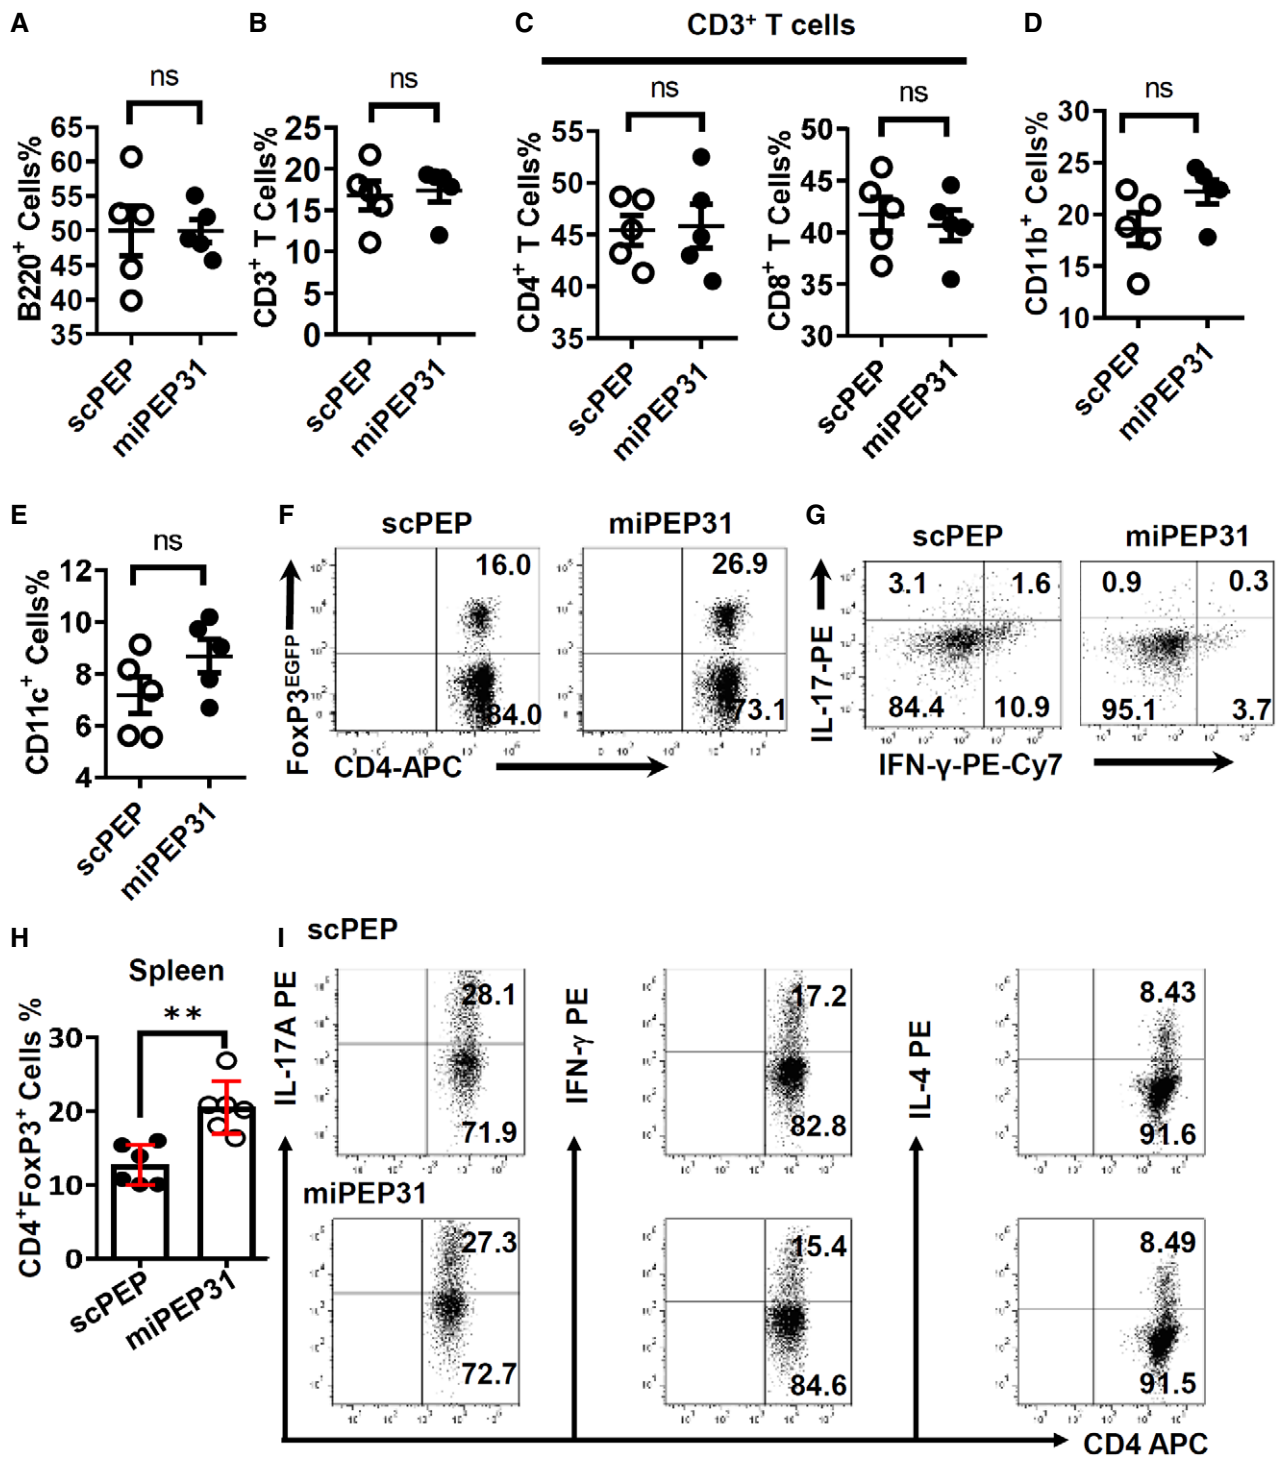 A
B
C
CD3+ T cells
D
ns
ns
ns
ns
ns
B220+ Cells%
65
60
55
50
45
40
35
scPEP
miPEP31
CD3+ T Cells%
25
20
15
10
5
0
scPEP
miPEP31
CD4+ T Cells%
55
50
45
40
35
scPEP
miPEP31
CD8+ T Cells%
50
45
40
35
30
scPEP
miPEP31
CD11b+ Cells%
30
25
20
15
10
scPEP
miPEP31
E
ns
CD11c+ Cells%
12
10
8
6
4
scPEP
miPEP31
F
scPEP
miPEP31
16.0
26.9
84.0
73.1
FoxP3EGFP
CD4-APC
G
scPEP
miPEP31
3.1
1.6
0.9
0.3
84.4
10.9
95.1
3.7
IL-17-PE
IFN-γ-PE-Cy7
H
Spleen
**
CD4+FoxP3+ Cells %
30
20
10
0
scPEP
miPEP31
I
scPEP
IL-17A PE
28.1
71.9
IFN-γ PE
17.2
82.8
IL-4 PE
8.43
91.6
miPEP31
27.3
72.7
15.4
84.6
8.49
91.5
CD4 APC